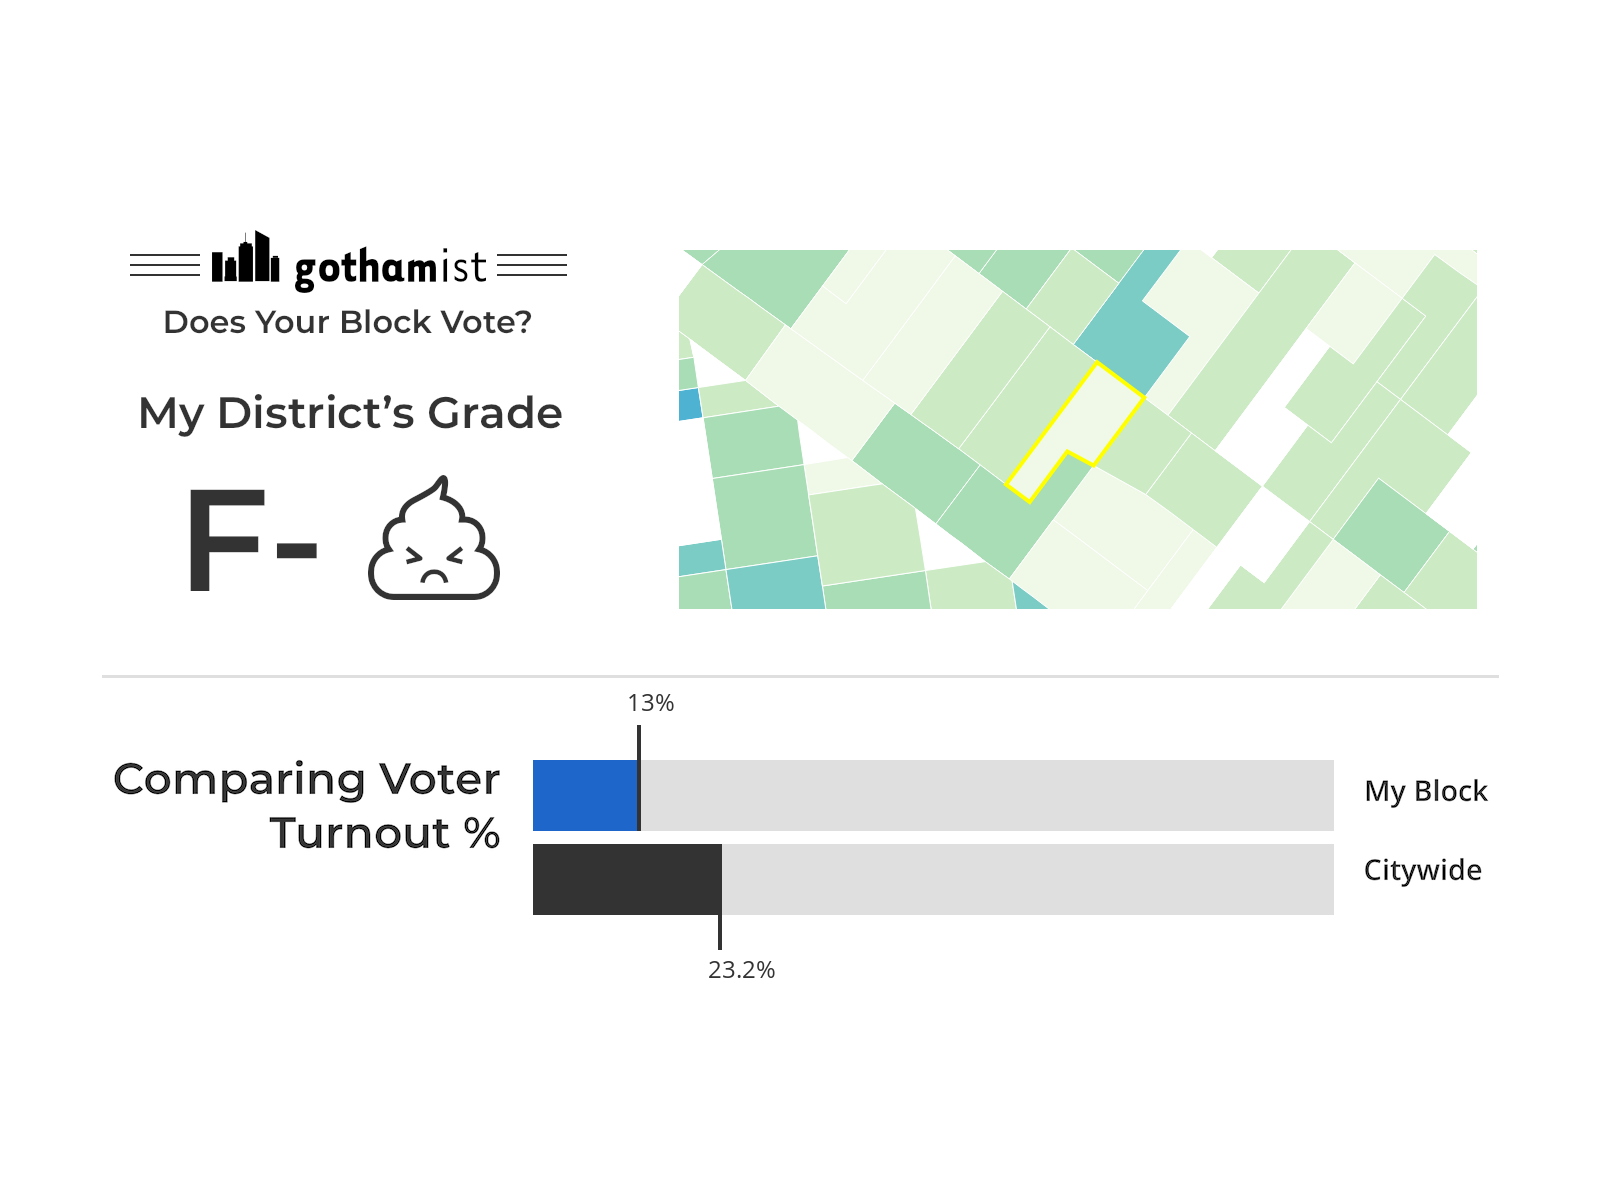 gothamist
Does Your Block Vote?
My District’s Grade
F-
13%
Comparing Voter
Turnout %
My Block
Citywide
23.2%